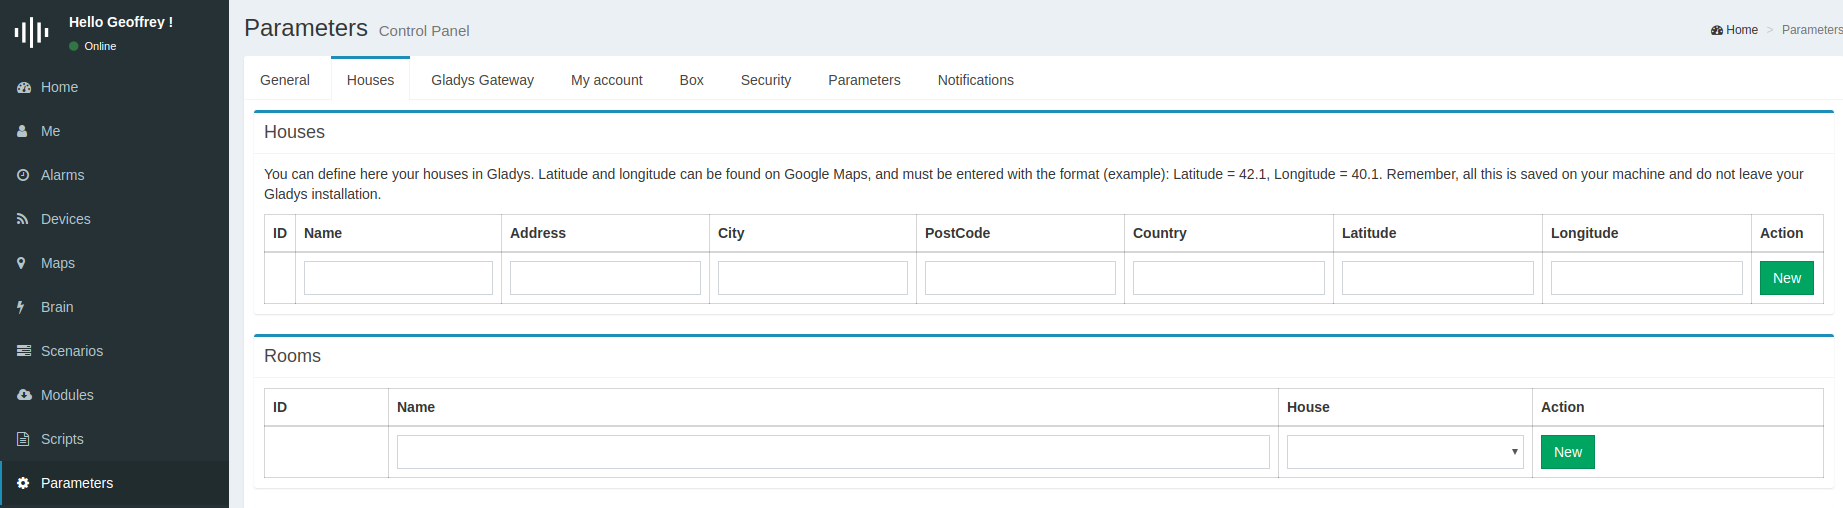 Hello Geoffrey !
Online
Home
Me
Alarms
Devices
Maps
Brain
Scenarios
Modules
Scripts
Parameters
Parameters Control Panel
Home > Parameters
General Houses Gladys Gateway My account Box Security Parameters Notifications
Houses
You can define here your houses in Gladys. Latitude and longitude can be found on Google Maps, and must be entered with the format (example): Latitude = 42.1, Longitude = 40.1. Remember, all this is saved on your machine and do not leave your
Gladys installation.
ID Name Address City PostCode Country Latitude Longitude Action
New
Rooms
ID Name House Action
New